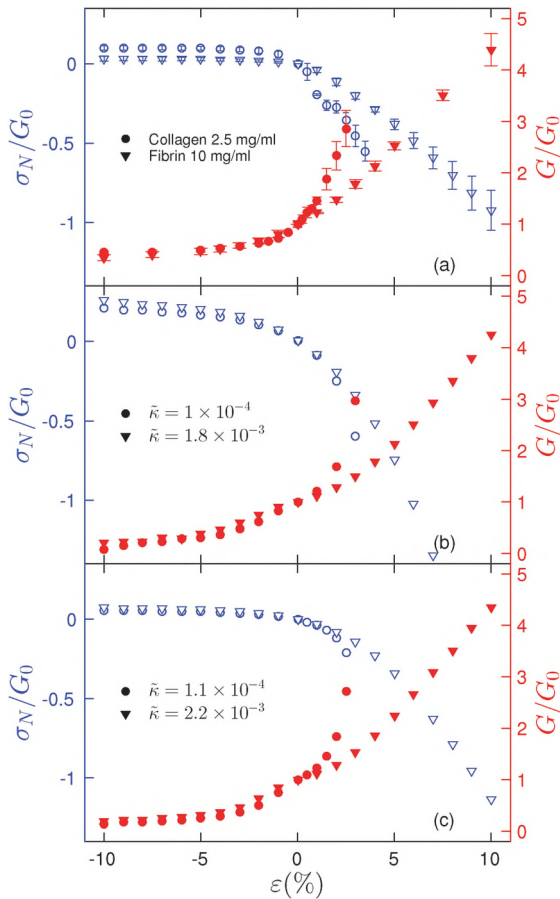 σ_N/G_0
0
-0.5
-1
Collagen 2.5 mg/ml
Fibrin 10 mg/ml
(a)
5
4
3
2
1
0
G/G_0
σ_N/G_0
0
-0.5
-1
κ̃ = 1 × 10⁻⁴
κ̃ = 1.8 × 10⁻³
(b)
5
4
3
2
1
0
G/G_0
σ_N/G_0
0
-0.5
-1
κ̃ = 1.1 × 10⁻⁴
κ̃ = 2.2 × 10⁻³
(c)
5
4
3
2
1
0
G/G_0
-10 -5 0 5 10
ε(%)